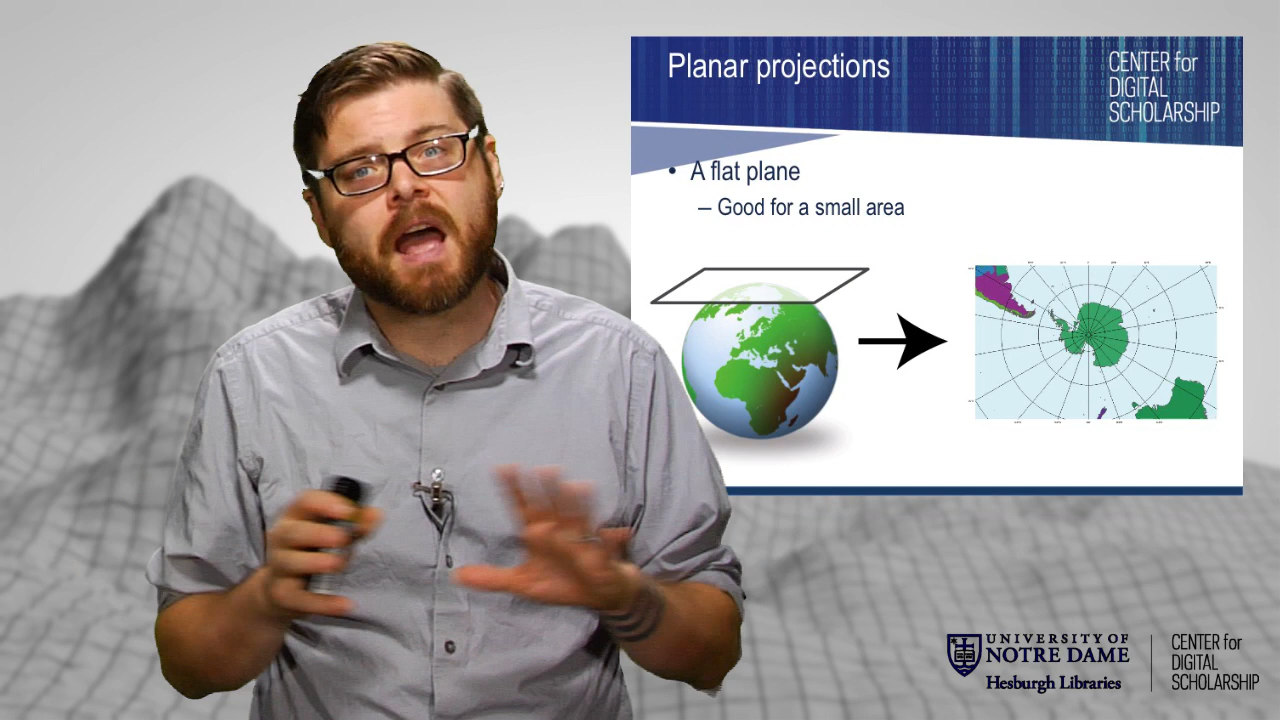 Planar projections
CENTER for
DIGITAL
SCHOLARSHIP
• A flat plane
– Good for a small area
UNIVERSITY OF
NOTRE DAME
Hesburgh Libraries
CENTER for
DIGITAL
SCHOLARSHIP